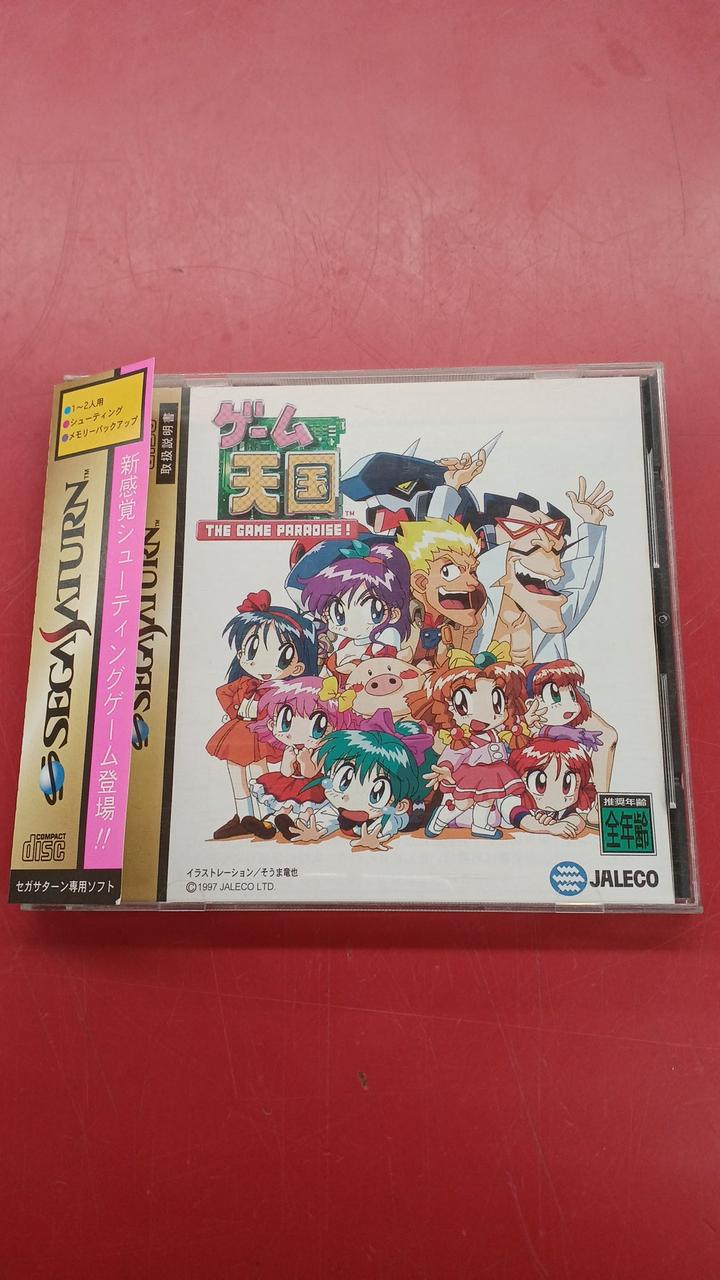 ●1～2人用
●シューティング
●メモリーバックアップ
SEGA SATURN™
新感覚シューティングゲーム登場!!
COMPACT
disc
セガサターン専用ソフト
取扱説明書
SEGA SATURN™
ゲーム
天国™
THE GAME PARADISE!
イラストレーション/そうま竜也
©1997 JALECO LTD.
推奨年齢
全年齢
JALECO